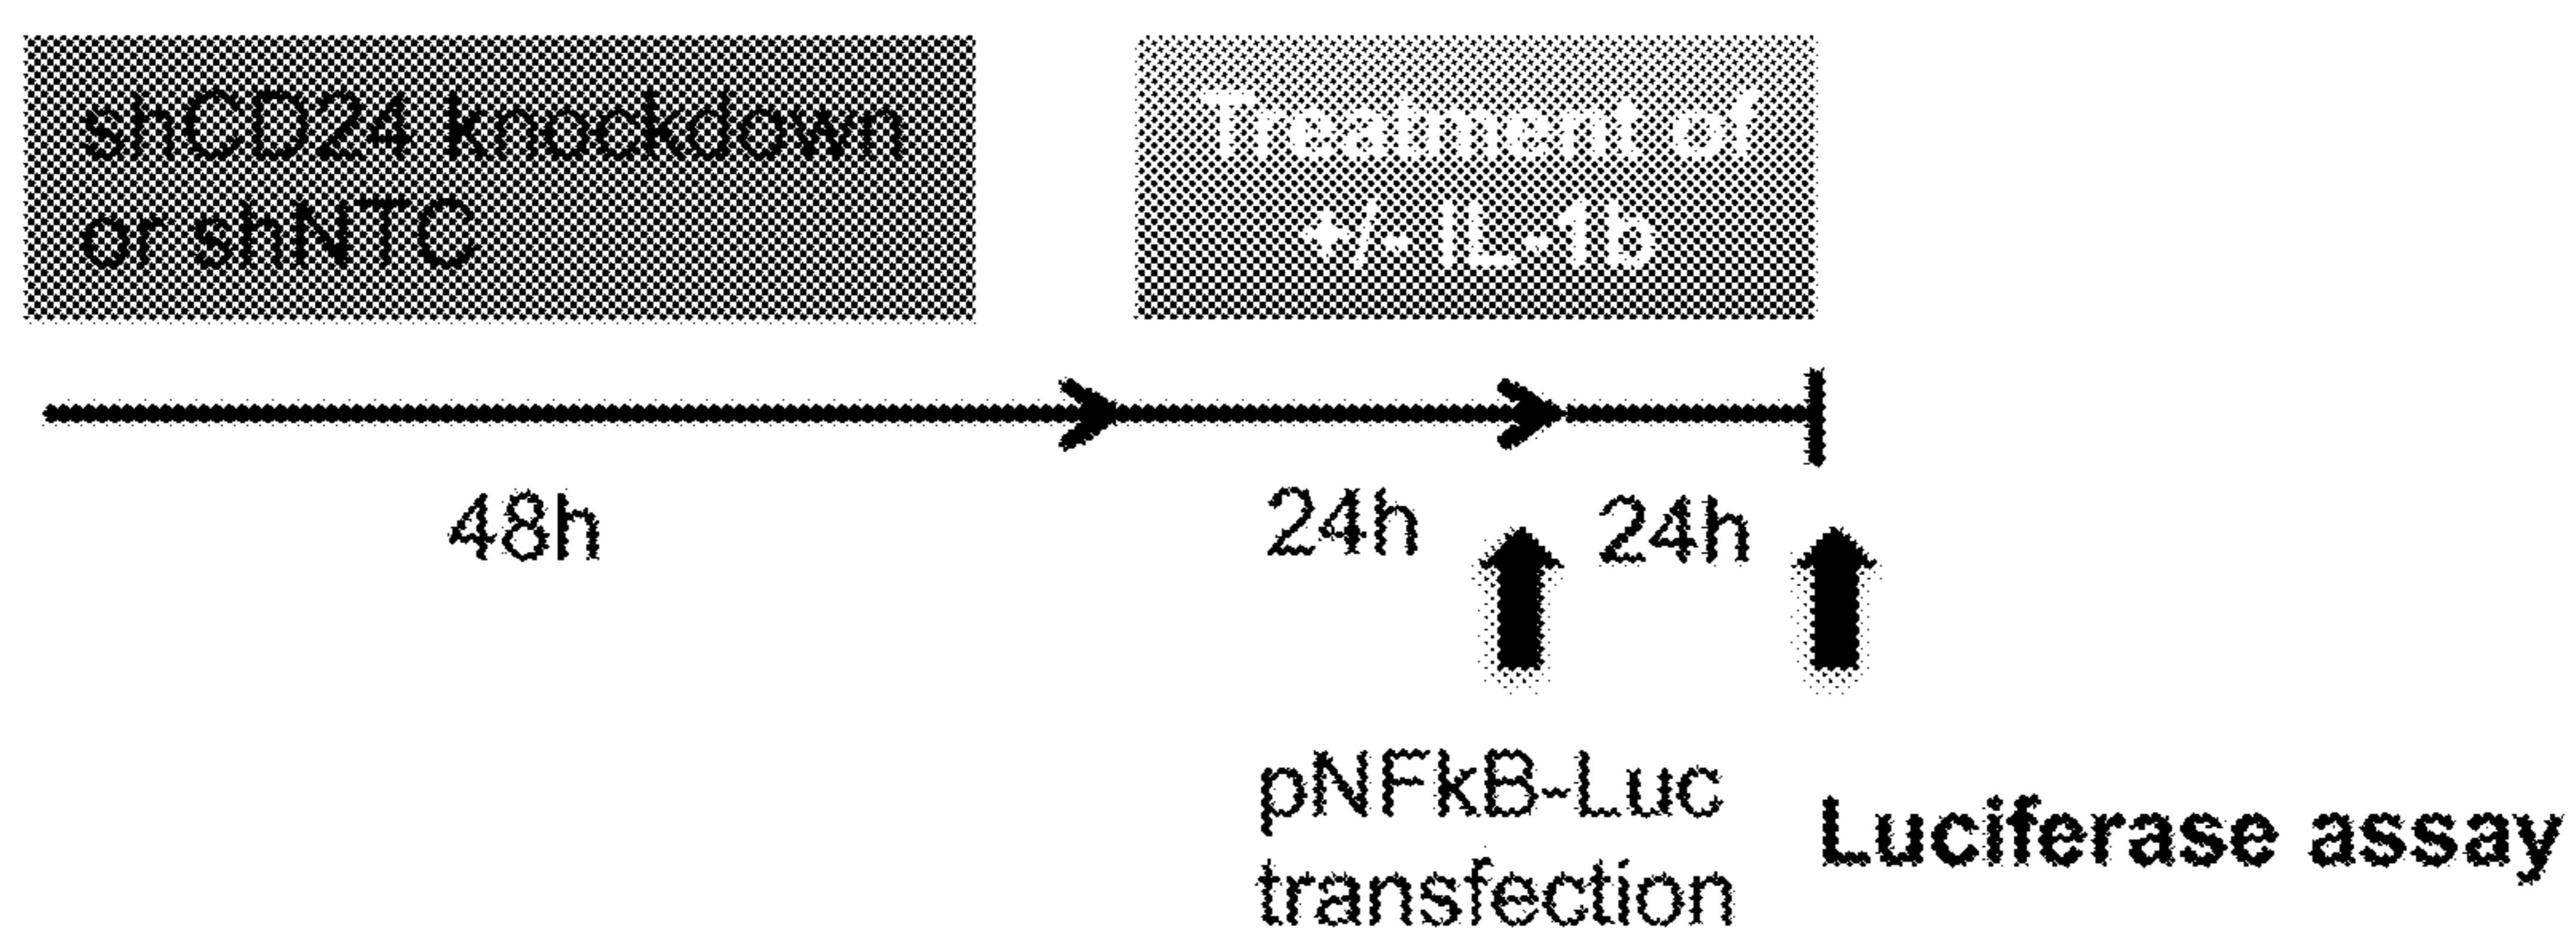 shCD24 knockdown
or shNTC
Treatment of
+/- IL-1b
48h
24h
24h
pNFkB-Luc
transfection
Luciferase assay